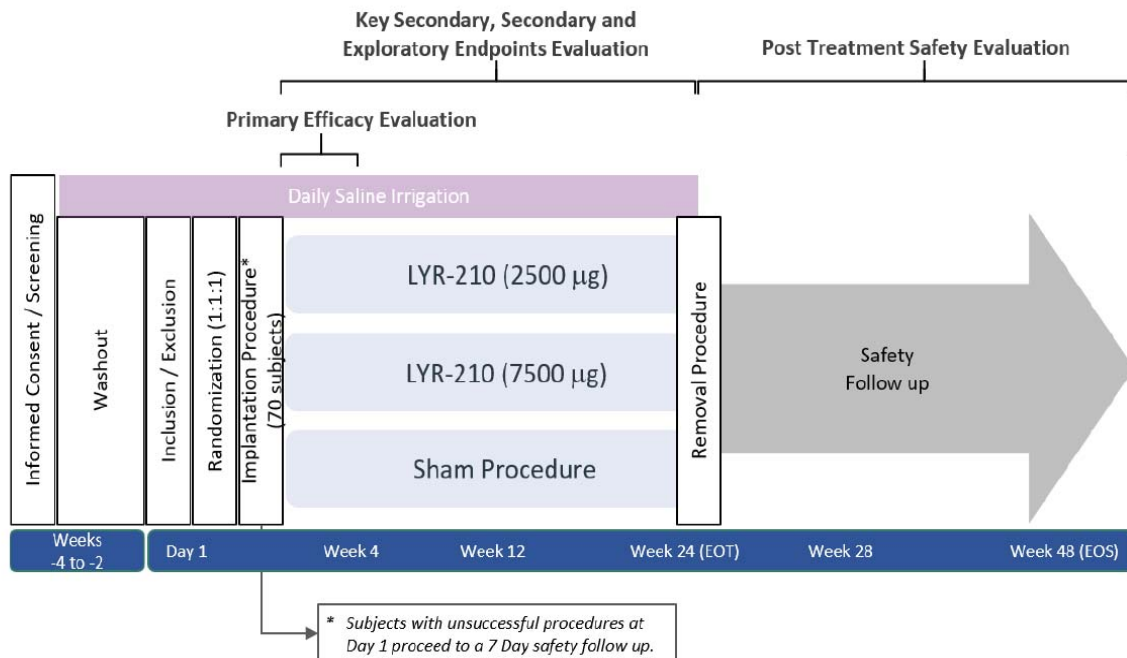 Key Secondary, Secondary and
Exploratory Endpoints Evaluation
Post Treatment Safety Evaluation
Primary Efficacy Evaluation
Daily Saline Irrigation
Informed Consent / Screening
Washout
Inclusion / Exclusion
Randomization (1:1:1)
Implantation Procedure*
(70 subjects)
LYR-210 (2500 μg)
LYR-210 (7500 μg)
Sham Procedure
Removal Procedure
Safety
Follow up
Weeks
-4 to -2
Day 1
Week 4
Week 12
Week 24 (EOT)
Week 28
Week 48 (EOS)
* Subjects with unsuccessful procedures at
Day 1 proceed to a 7 Day safety follow up.